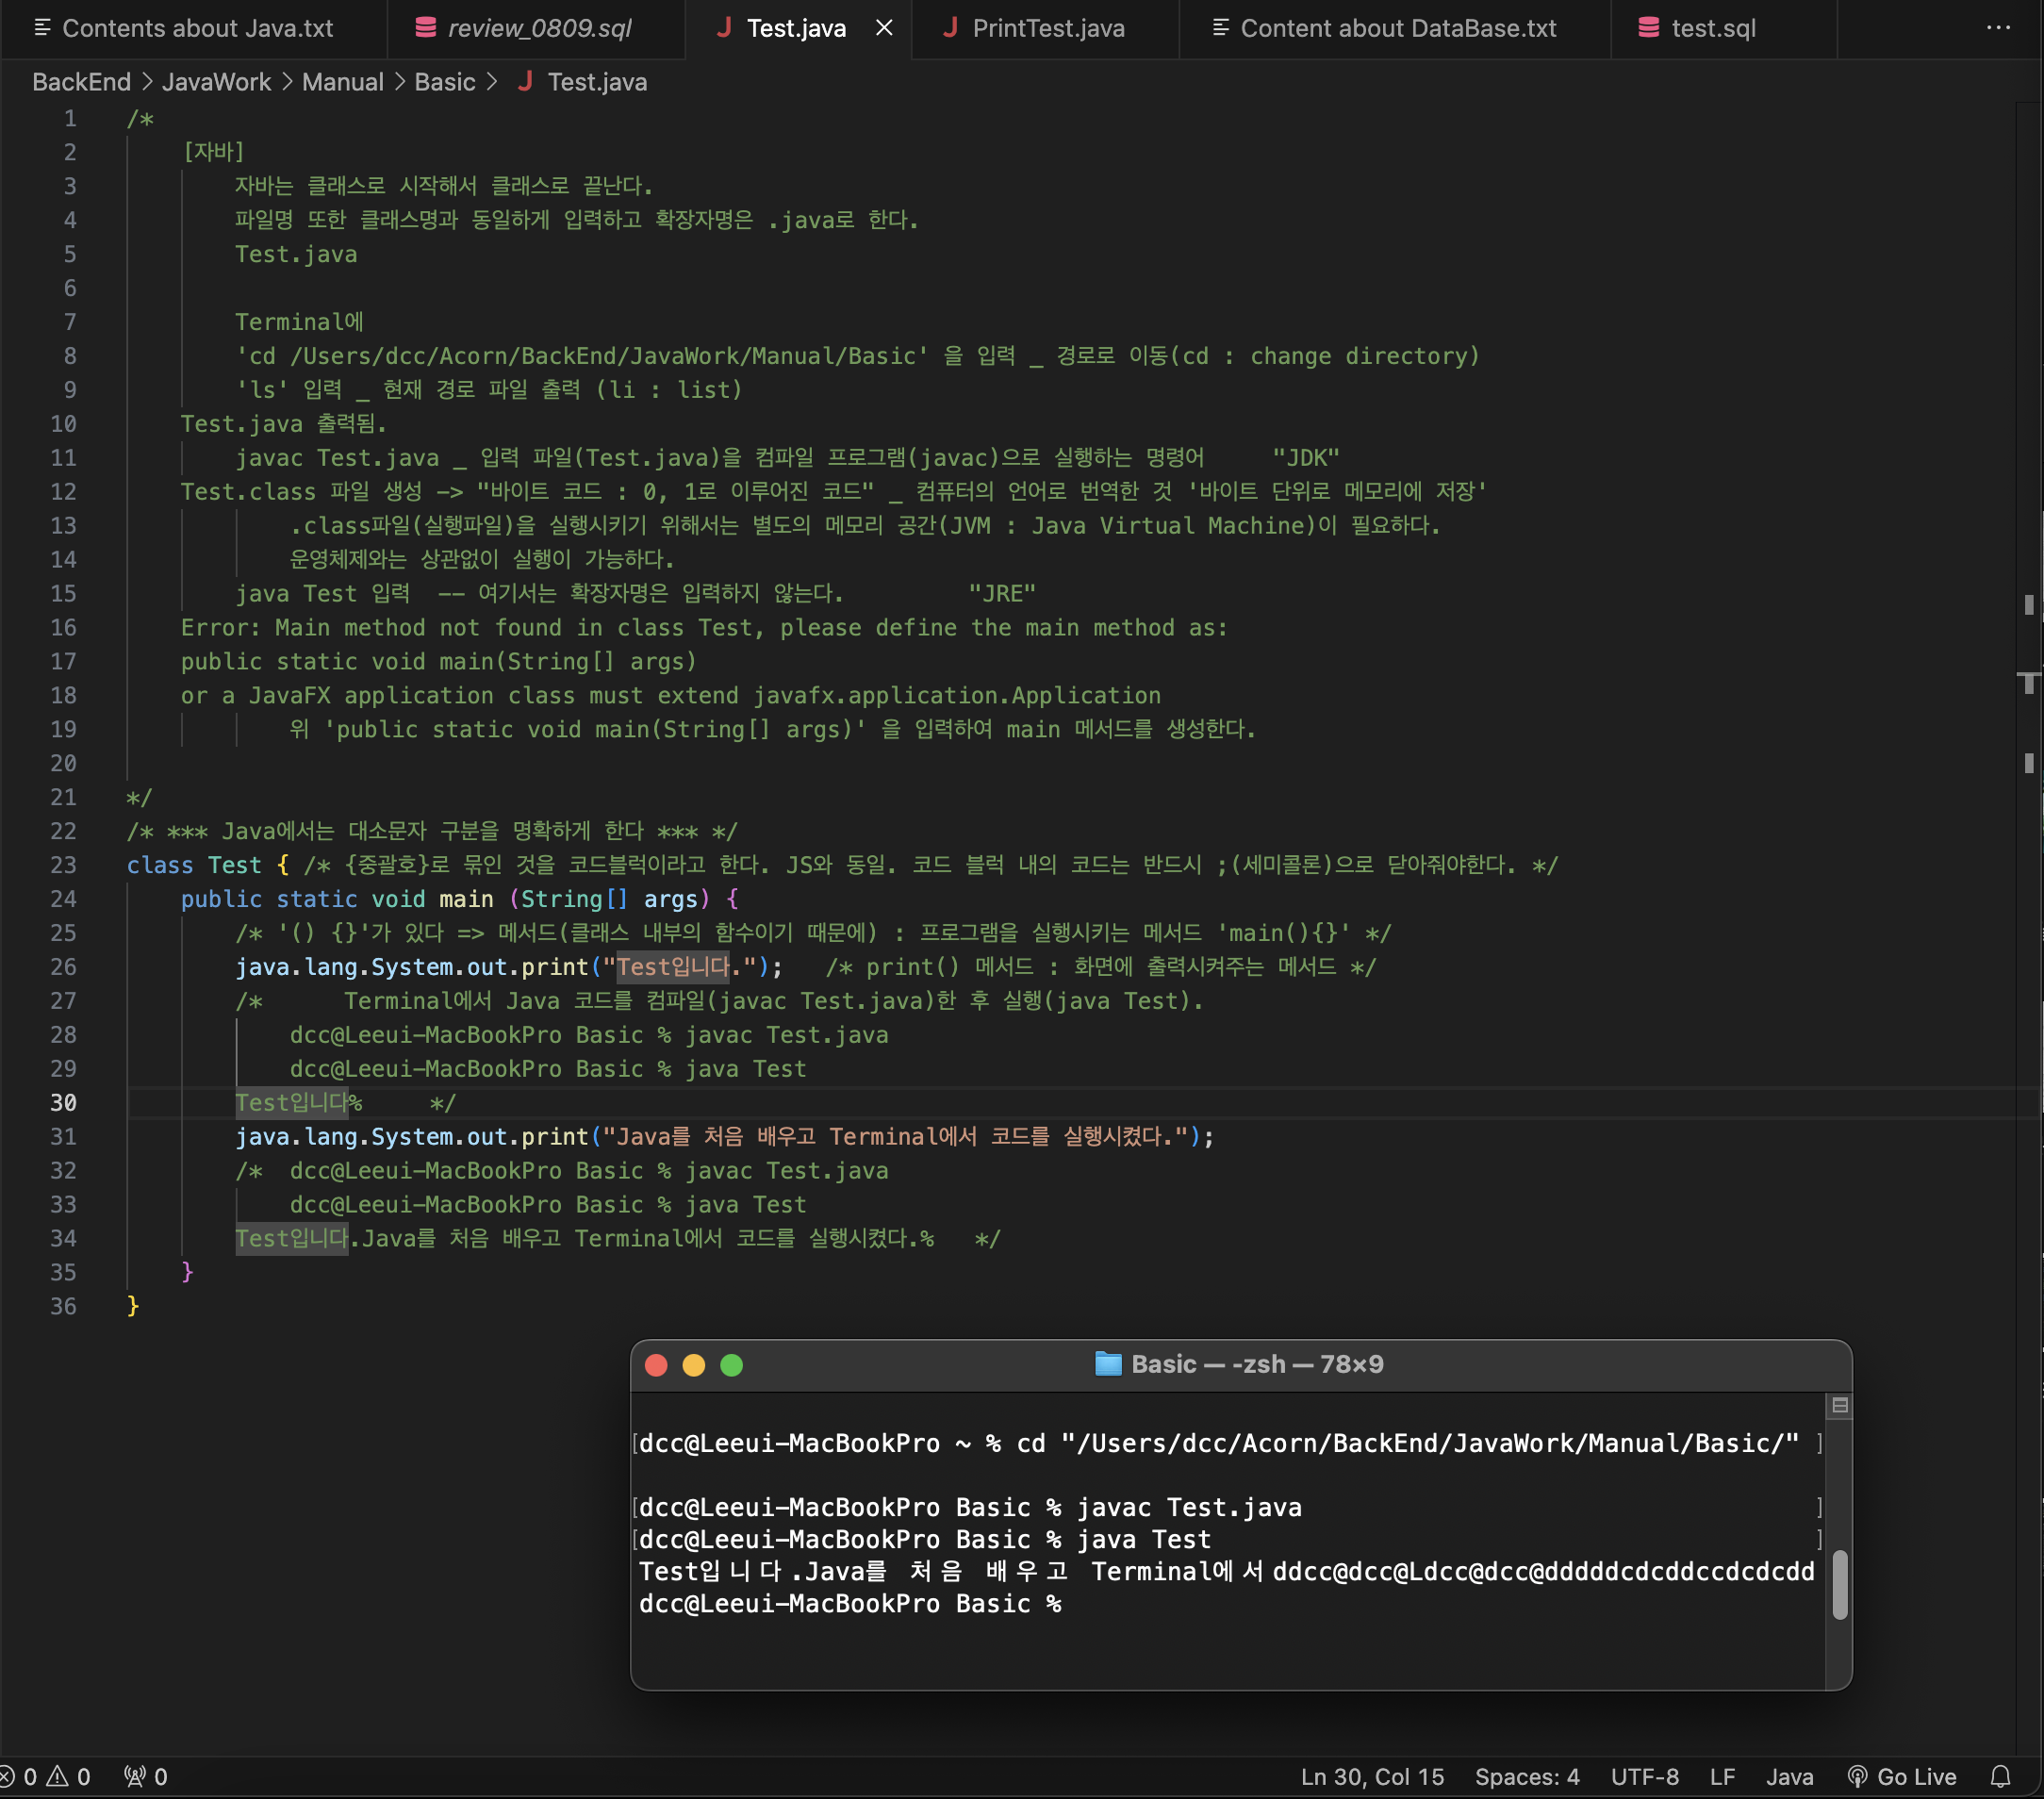 Contents about Java.txt review_0809.sql Test.java PrintTest.java Content about DataBase.txt test.sql ...
BackEnd > JavaWork > Manual > Basic > Test.java
1 /*
2 [자바]
3 자바는 클래스로 시작해서 클래스로 끝난다.
4 파일명 또한 클래스명과 동일하게 입력하고 확장자명은 .java로 한다.
5 Test.java
6
7 Terminal에
8 'cd /Users/dcc/Acorn/BackEnd/JavaWork/Manual/Basic' 을 입력 _ 경로로 이동(cd : change directory)
9 'ls' 입력 _ 현재 경로 파일 출력 (li : list)
10 Test.java 출력됨.
11 javac Test.java _ 입력 파일(Test.java)을 컴파일 프로그램(javac)으로 실행하는 명령어 "JDK"
12 Test.class 파일 생성 -> "바이트 코드 : 0, 1로 이루어진 코드" _ 컴퓨터의 언어로 번역한 것 '바이트 단위로 메모리에 저장'
13 .class파일(실행파일)을 실행시키기 위해서는 별도의 메모리 공간(JVM : Java Virtual Machine)이 필요하다.
14 운영체제와는 상관없이 실행이 가능하다.
15 java Test 입력 -- 여기서는 확장자명은 입력하지 않는다. "JRE"
16 Error: Main method not found in class Test, please define the main method as:
17 public static void main(String[] args)
18 or a JavaFX application class must extend javafx.application.Application
19 위 'public static void main(String[] args)' 을 입력하여 main 메서드를 생성한다.
20
21 */
22 /* *** Java에서는 대소문자 구분을 명확하게 한다 *** */
23 class Test { /* {중괄호}로 묶인 것을 코드블럭이라고 한다. JS와 동일. 코드 블럭 내의 코드는 반드시 ;(세미콜론)으로 닫아줘야한다. */
24 public static void main (String[] args) {
25 /* '() {}'가 있다 => 메서드(클래스 내부의 함수이기 때문에) : 프로그램을 실행시키는 메서드 'main(){}' */
26 java.lang.System.out.print("Test입니다."); /* print() 메서드 : 화면에 출력시켜주는 메서드 */
27 /* Terminal에서 Java 코드를 컴파일(javac Test.java)한 후 실행(java Test).
28 dcc@Leeui-MacBookPro Basic % javac Test.java
29 dcc@Leeui-MacBookPro Basic % java Test
30 Test입니다% */
31 java.lang.System.out.print("Java를 처음 배우고 Terminal에서 코드를 실행시켰다.");
32 /* dcc@Leeui-MacBookPro Basic % javac Test.java
33 dcc@Leeui-MacBookPro Basic % java Test
34 Test입니다.Java를 처음 배우고 Terminal에서 코드를 실행시켰다.% */
35 }
36 }
Basic — -zsh — 78×9
[dcc@Leeui-MacBookPro ~ % cd "/Users/dcc/Acorn/BackEnd/JavaWork/Manual/Basic/" ]
[dcc@Leeui-MacBookPro Basic % javac Test.java ]
[dcc@Leeui-MacBookPro Basic % java Test ]
Test입니다.Java를 처음 배우고 Terminal에서ddcc@dcc@Ldcc@dcc@dddddcdcddccdcdcdd
dcc@Leeui-MacBookPro Basic %
0 0 0 Ln 30, Col 15 Spaces: 4 UTF-8 LF Java Go Live